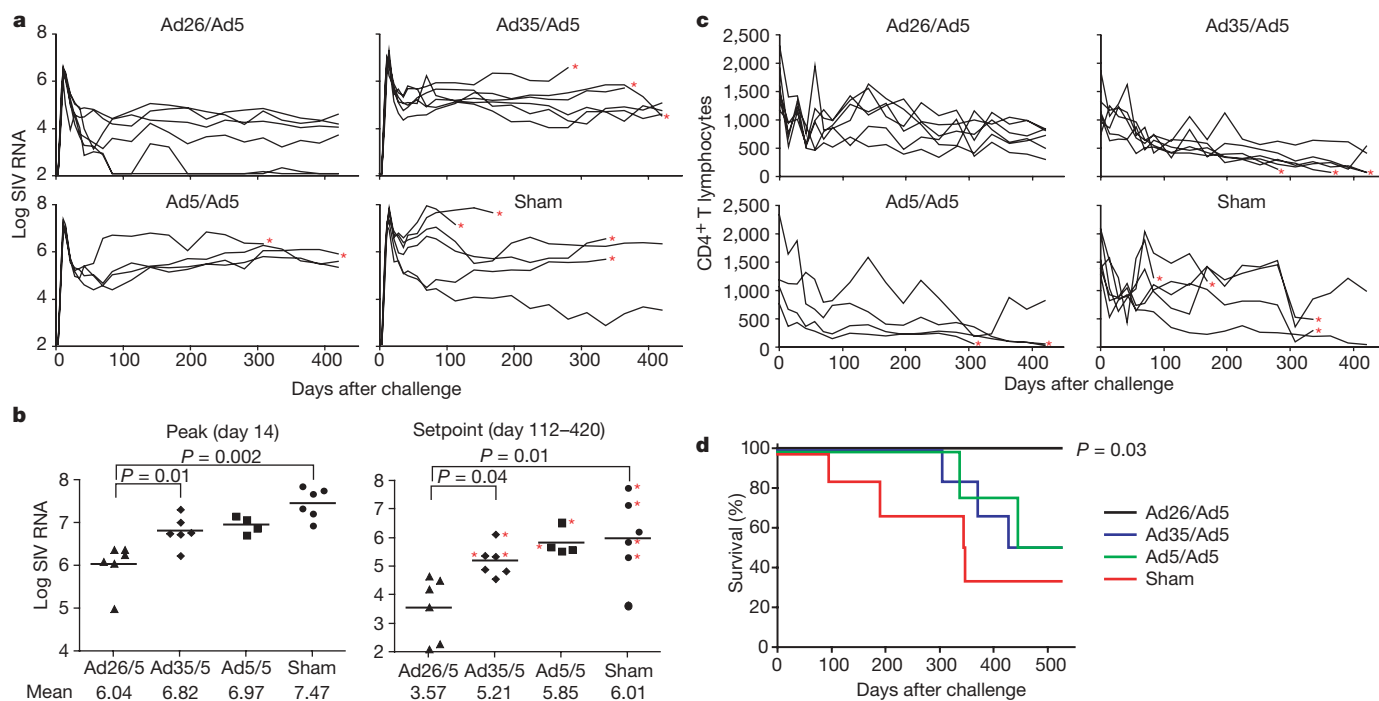 a
Ad26/Ad5
Ad35/Ad5
Log SIV RNA
8
6
4
2
*
*
*
Ad5/Ad5
Sham
8
6
4
2
*
*
*
*
*
*
0 100 200 300 400
0 100 200 300 400
Days after challenge
c
Ad26/Ad5
Ad35/Ad5
CD4+ T lymphocytes
2,500
2,000
1,500
1,000
500
0
* * *
Ad5/Ad5
Sham
2,500
2,000
1,500
1,000
500
0
* *
*
*
*
*
0 100 200 300 400
0 100 200 300 400
Days after challenge
b
Peak (day 14)
P = 0.002
P = 0.01
Log SIV RNA
8
7
6
5
4
Ad26/5 Ad35/5 Ad5/5 Sham
Mean 6.04 6.82 6.97 7.47
Setpoint (day 112–420)
P = 0.01
P = 0.04
8
7
6
5
4
3
2
*
*
* *
*
*
*
*
*
*
Ad26/5 Ad35/5 Ad5/5 Sham
3.57 5.21 5.85 6.01
d
P = 0.03
Survival (%)
100
80
60
40
20
0
0 100 200 300 400 500
Days after challenge
Ad26/Ad5
Ad35/Ad5
Ad5/Ad5
Sham